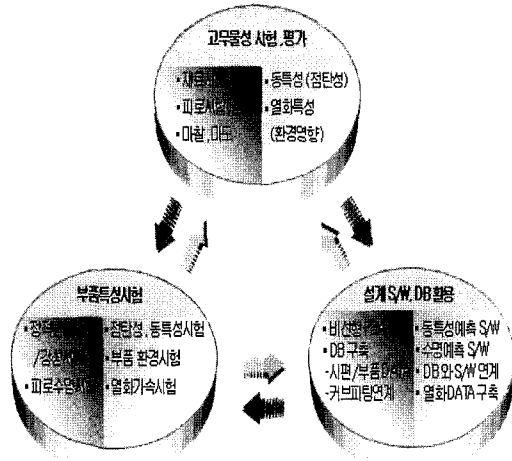 고무물성 시험, 평가
• 피로시험
• 마찰, 마모
• 동특성 (점탄성)
• 열화특성
(환경영향)
부품특성시험
• 피로수명
• 점탄성, 동특성시험
• 부품 환경시험
• 열화가속시험
설계 S/W, DB 활용
• 비선형
• DB 구축
-시편/부품DATA
-커브피팅연계
• 동특성예측 S/W
• 수명예측 S/W
• DB와 S/W 연계
• 열화DATA 구축